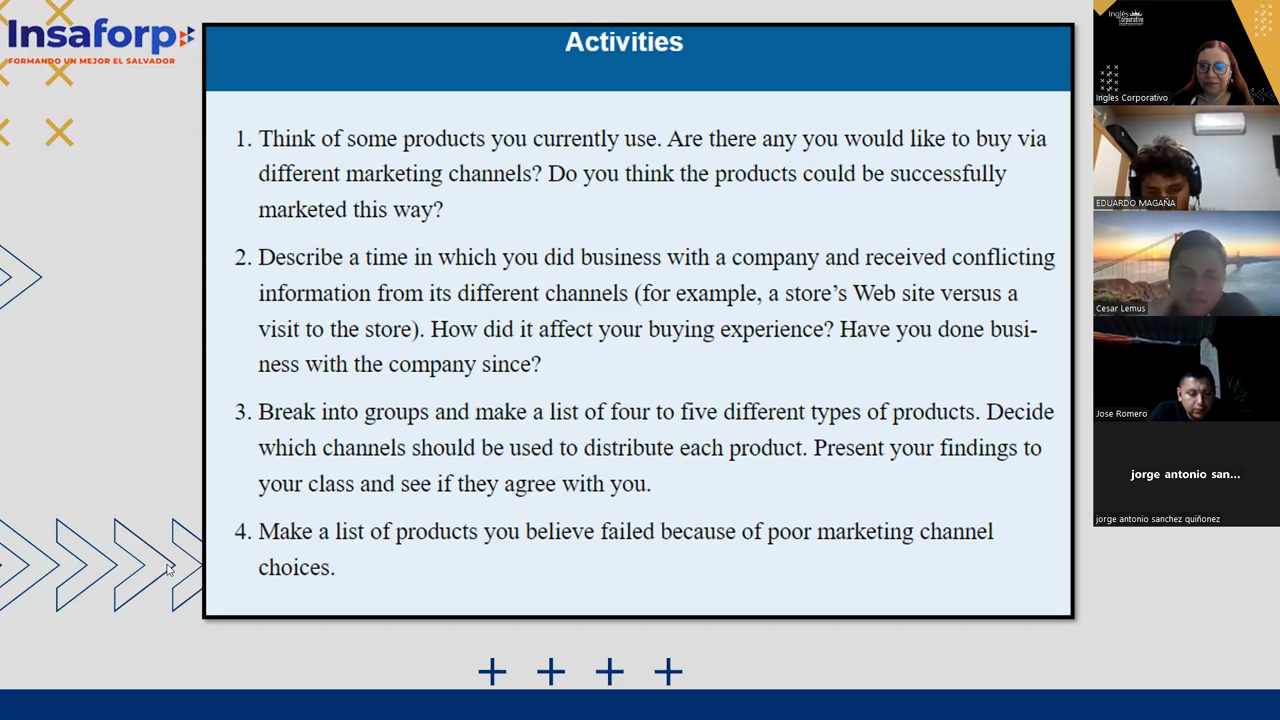 Insaforp
FORMANDO UN MEJOR EL SALVADOR
Activities
1. Think of some products you currently use. Are there any you would like to buy via
different marketing channels? Do you think the products could be successfully
marketed this way?
2. Describe a time in which you did business with a company and received conflicting
information from its different channels (for example, a store’s Web site versus a
visit to the store). How did it affect your buying experience? Have you done busi-
ness with the company since?
3. Break into groups and make a list of four to five different types of products. Decide
which channels should be used to distribute each product. Present your findings to
your class and see if they agree with you.
4. Make a list of products you believe failed because of poor marketing channel
choices.
Inglés
Corporativo
Ingles Corporativo
EDUARDO MAGAÑA
Cesar Lemus
Jose Romero
jorge antonio san...
jorge antonio sanchez quiñonez